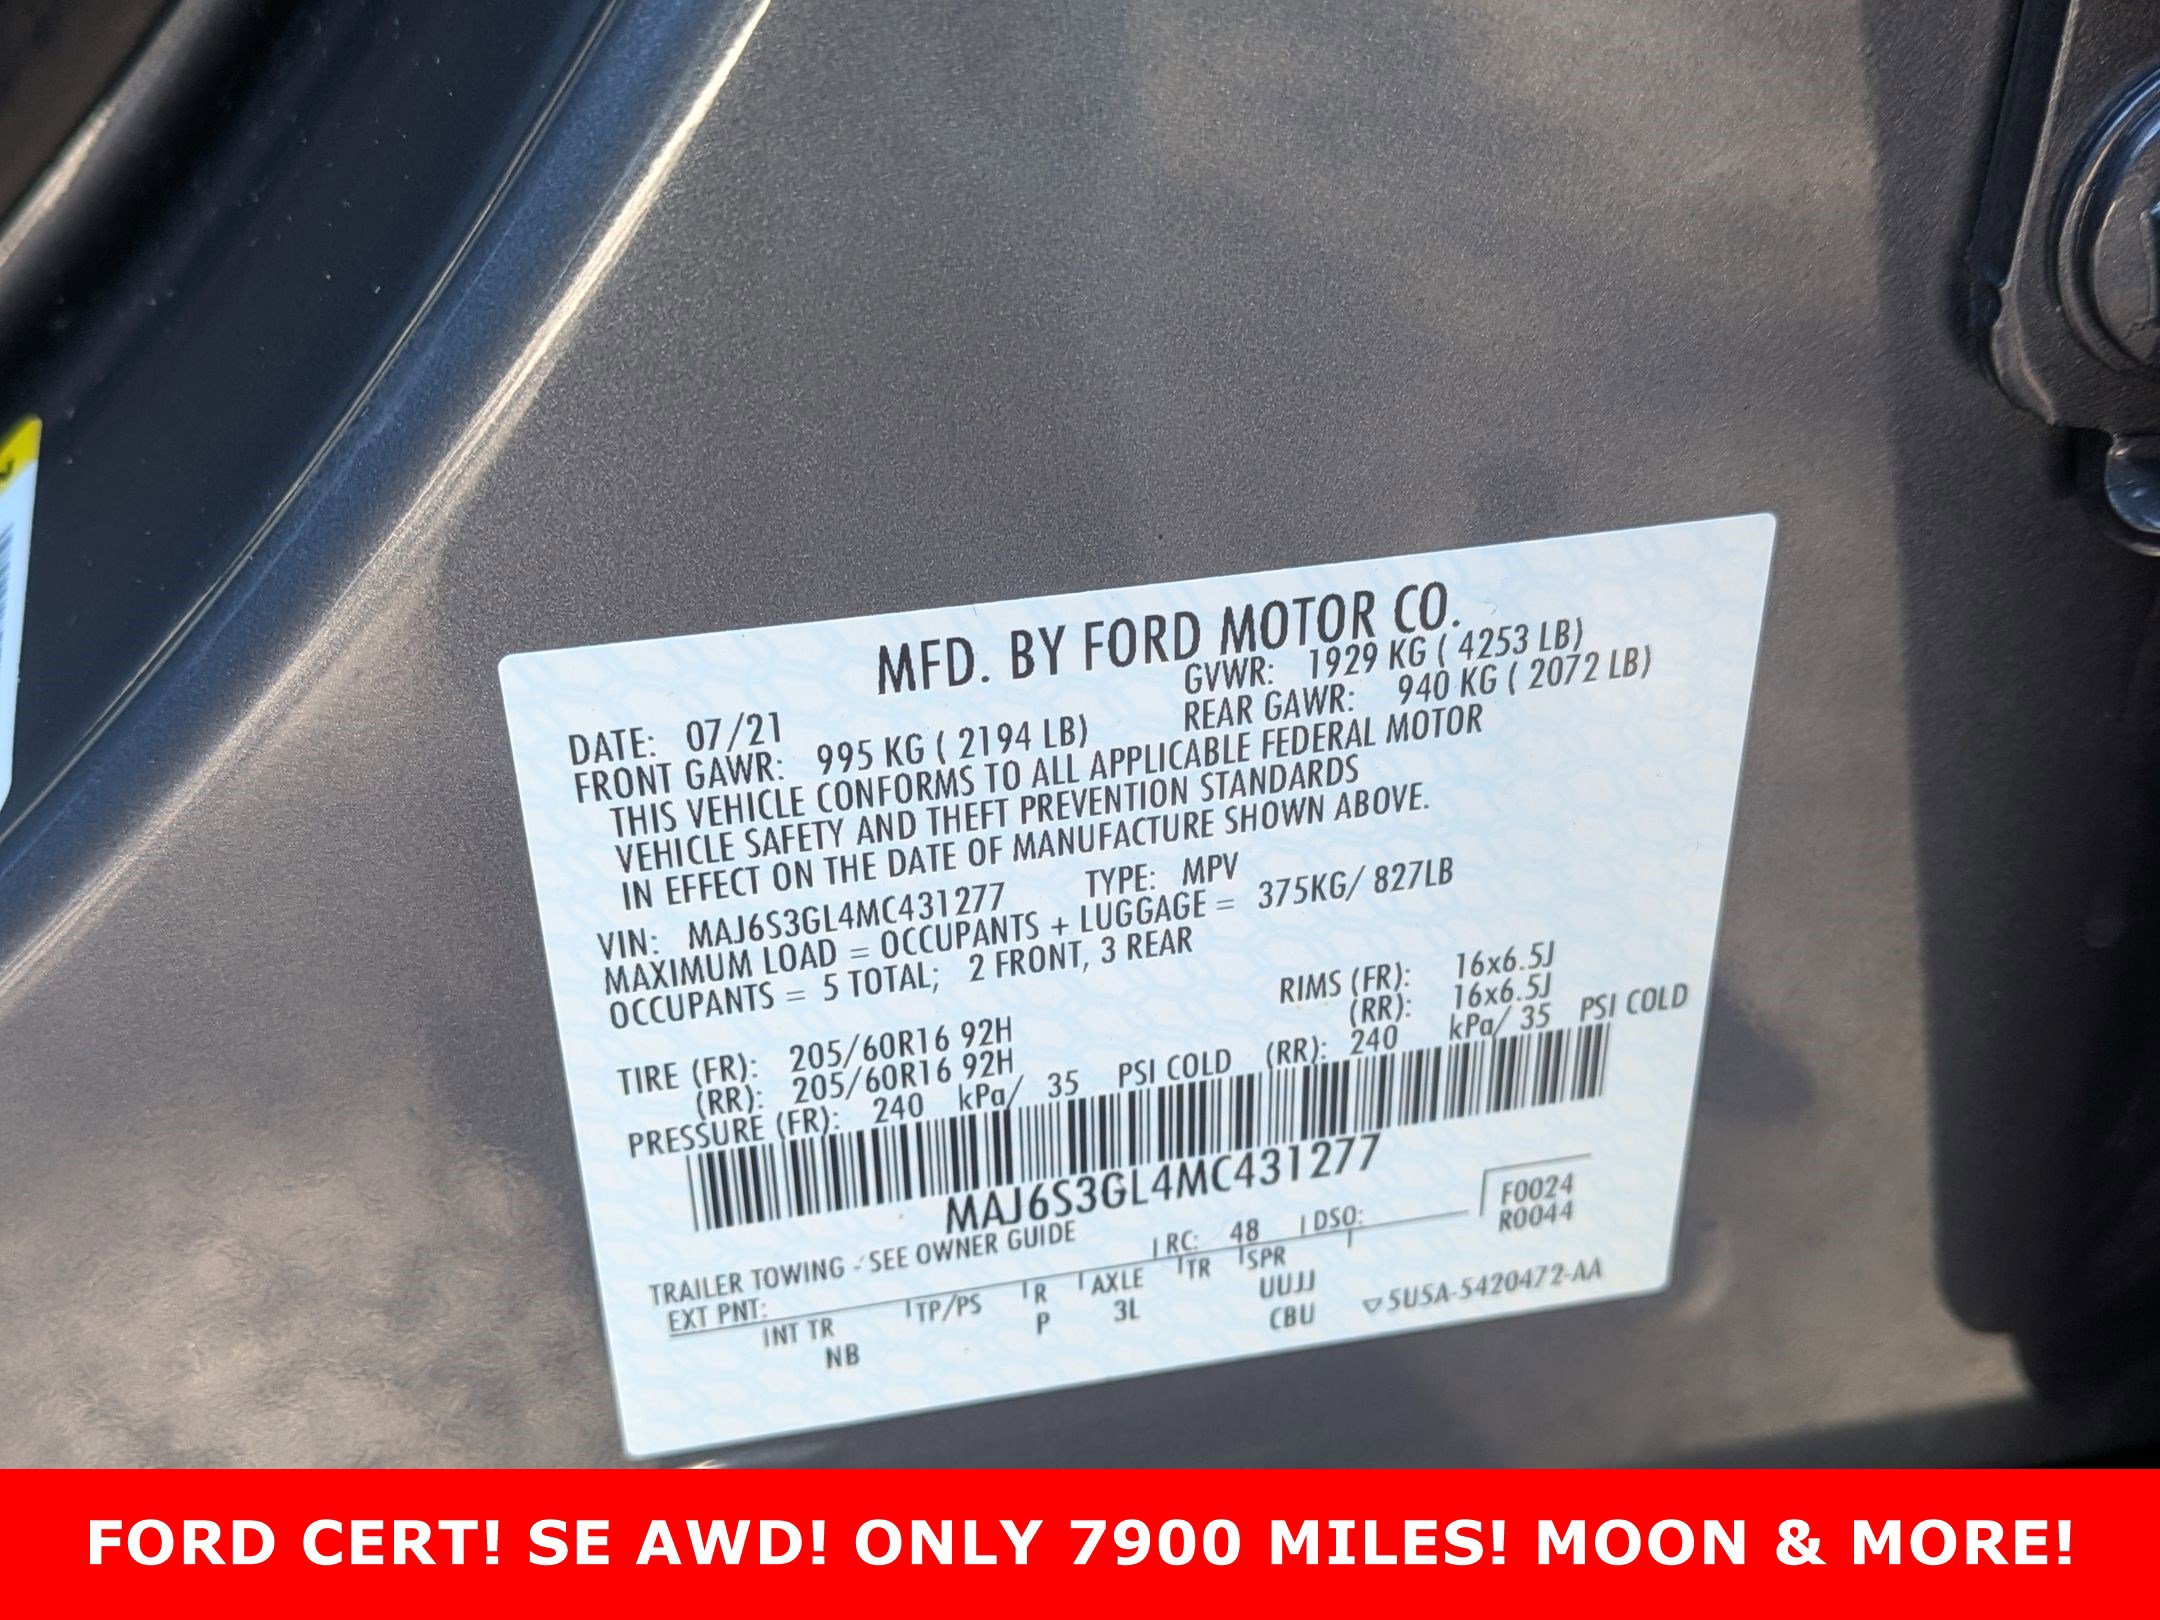 MFD. BY FORD MOTOR CO.
DATE: 07/21 GVWR: 1929 KG ( 4253 LB)
FRONT GAWR: 995 KG ( 2194 LB) REAR GAWR: 940 KG ( 2072 LB)
THIS VEHICLE CONFORMS TO ALL APPLICABLE FEDERAL MOTOR
VEHICLE SAFETY AND THEFT PREVENTION STANDARDS
IN EFFECT ON THE DATE OF MANUFACTURE SHOWN ABOVE.
VIN: MAJ6S3GL4MC431277 TYPE: MPV
MAXIMUM LOAD = OCCUPANTS + LUGGAGE = 375KG/ 827LB
OCCUPANTS = 5 TOTAL; 2 FRONT, 3 REAR
TIRE (FR): 205/60R16 92H RIMS (FR): 16x6.5J
(RR): 205/60R16 92H (RR): 16x6.5J
PRESSURE (FR): 240 kPa/ 35 PSI COLD (RR): 240 kPa/ 35 PSI COLD
MAJ6S3GL4MC431277
F0024
R0044
TRAILER TOWING - SEE OWNER GUIDE
EXT PNT: RC: 48 DSO:
INT TR TP/PS R AXLE TR SPR
NB P 3L UUJJ
CBU
5U5A-5420472-AA
FORD CERT! SE AWD! ONLY 7900 MILES! MOON & MORE!